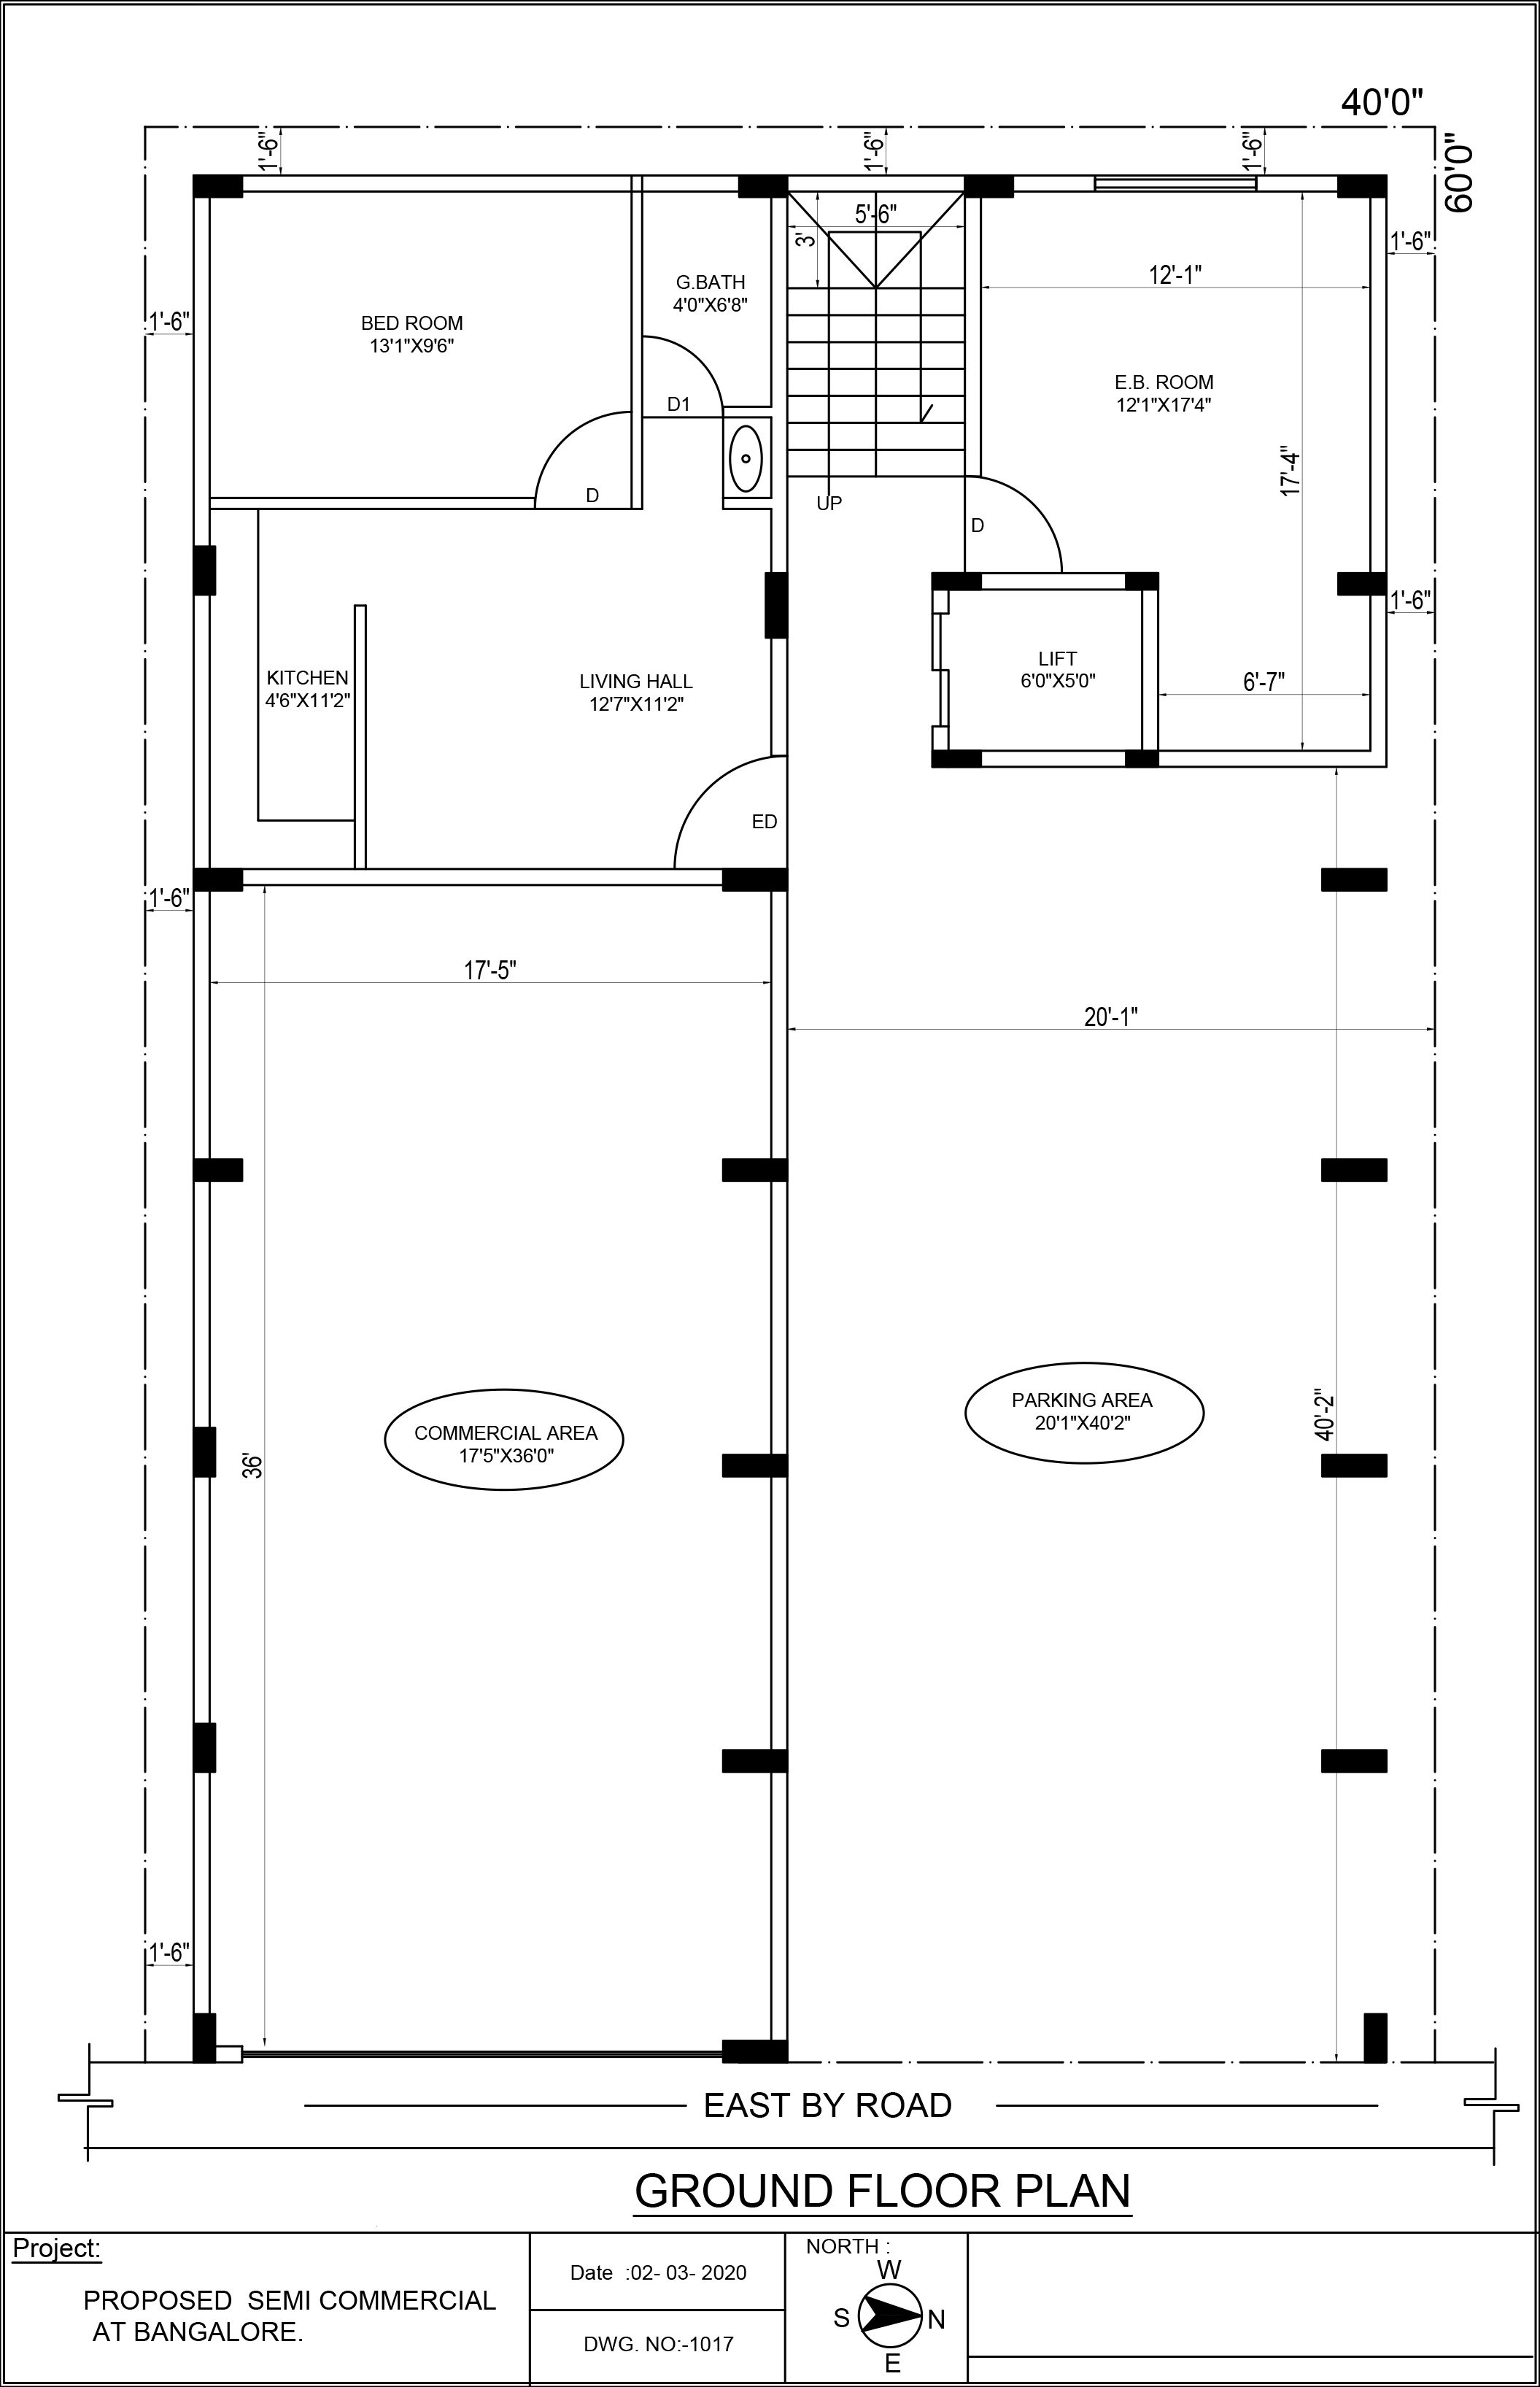 40'0"
60'0"
1'-6"
1'-6"
1'-6"
5'-6"
3'
1'-6"
12'-1"
G.BATH
4'0"X6'8"
1'-6"
BED ROOM
13'1"X9'6"
E.B. ROOM
12'1"X17'4"
D1
17'-4"
D
UP
D
1'-6"
LIFT
6'0"X5'0"
KITCHEN
4'6"X11'2"
LIVING HALL
12'7"X11'2"
6'-7"
ED
1'-6"
17'-5"
20'-1"
PARKING AREA
20'1"X40'2"
40'-2"
COMMERCIAL AREA
17'5"X36'0"
36'
1'-6"
EAST BY ROAD
GROUND FLOOR PLAN
Project:
PROPOSED SEMI COMMERCIAL
AT BANGALORE.
Date :02- 03- 2020
DWG. NO:-1017
NORTH :
W
S
N
E